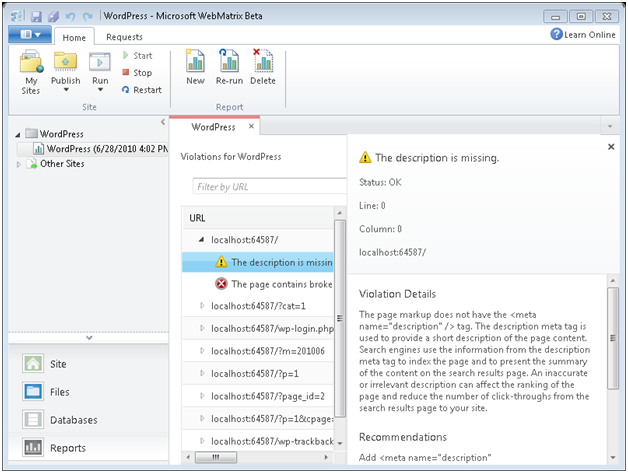 WordPress - Microsoft WebMatrix Beta
Home Requests
Learn Online
My Sites
Publish
Run
Start
Stop
Restart
Site
New
Re-run
Delete
Report
WordPress
WordPress (6/28/2010 4:02 PM
Other Sites
Site
Files
Databases
Reports
WordPress
Violations for WordPress
Filter by URL
URL
localhost:64587/
The description is missin
The page contains broke
localhost:64587/?cat=1
localhost:64587/wp-login.php
localhost:64587/?m=201006
localhost:64587/?p=1
localhost:64587/?page_id=2
localhost:64587/?p=1&cpage=
localhost:64587/wp-trackback
The description is missing.
Status: OK
Line: 0
Column: 0
localhost:64587/
Violation Details
The page markup does not have the <meta
name="description" /> tag. The description meta tag is
used to provide a short description of the page content.
Search engines use the information from the description
meta tag to index the page and to present the summary
of the content on the search results page. An inaccurate
or irrelevant description can affect the ranking of the
page and reduce the number of click-throughs from the
search results page to your site.
Recommendations
Add <meta name="description"